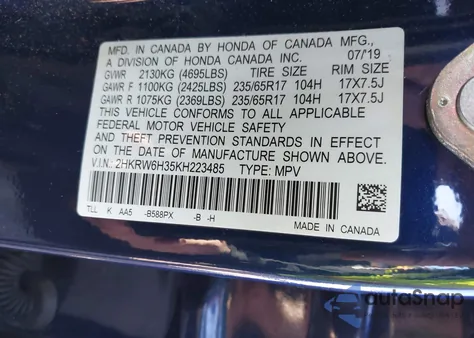 MFD. IN CANADA BY HONDA OF CANADA MFG.,
A DIVISION OF HONDA CANADA INC. 07/19
GVWR 2130KG (4695LBS) TIRE SIZE RIM SIZE
GAWR F 1100KG (2425LBS) 235/65R17 104H 17X7.5J
GAWR R 1075KG (2369LBS) 235/65R17 104H 17X7.5J
THIS VEHICLE CONFORMS TO ALL APPLICABLE
FEDERAL MOTOR VEHICLE SAFETY
AND THEFT PREVENTION STANDARDS IN EFFECT
ON THE DATE OF MANUFACTURE SHOWN ABOVE.
V.I.N.: 2HKRW6H35KH223485 TYPE: MPV
TLL K AA5 -B588PX -B -H
MADE IN CANADA
autoSnap